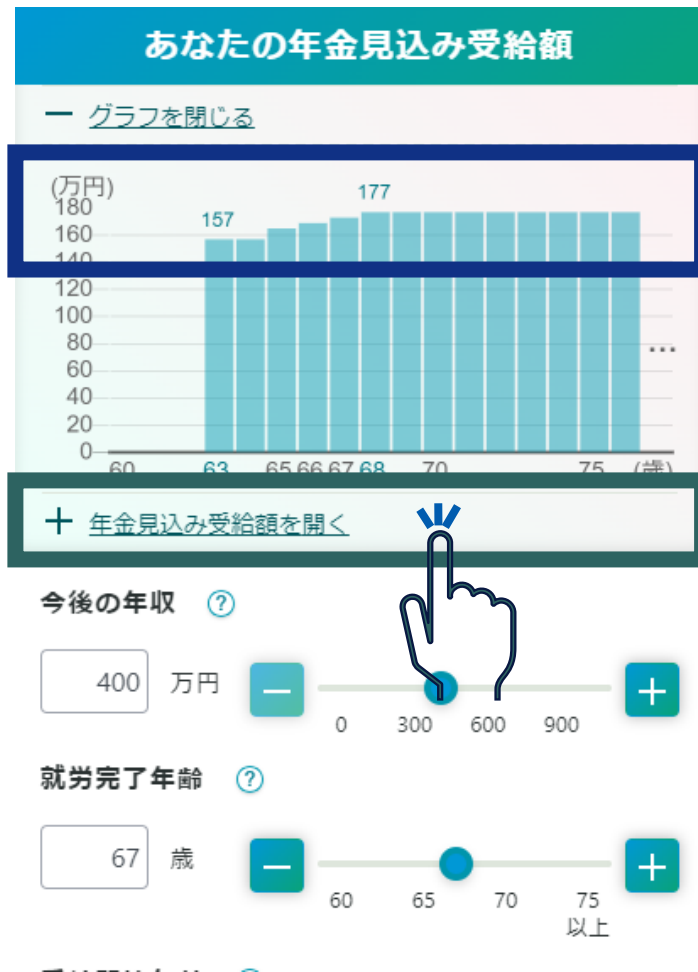 あなたの年金見込み受給額
グラフを閉じる
(万円)
180
177
157
160
140
120
100
80
60
40
20
0
60 63 65 66 67 68 70 75 (歳)
...
年金見込み受給額を開く
今後の年収 ?
400 万円
0 300 600 900
就労完了年齢 ?
67 歳
60 65 70 75
以上